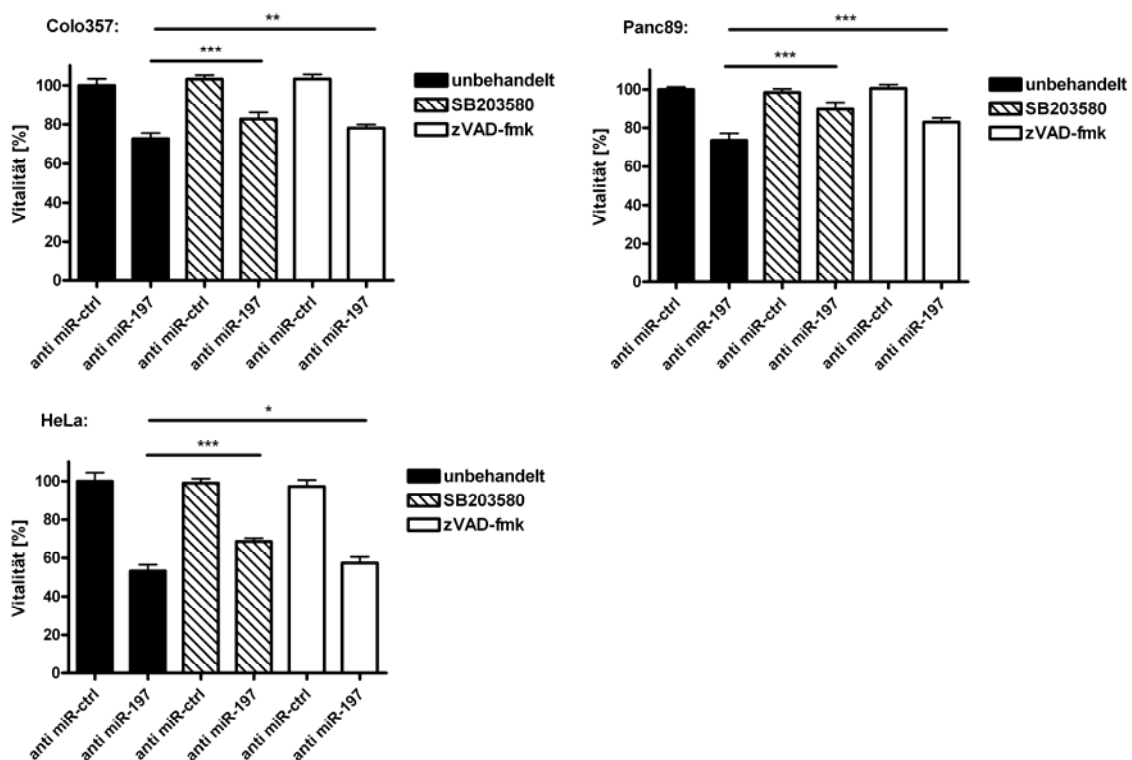 Colo357:
**
***
Vitalität [%]
100
80
60
40
20
0
anti miR-ctrl
anti miR-197
anti miR-ctrl
anti miR-197
anti miR-ctrl
anti miR-197
unbehandelt
SB203580
zVAD-fmk
Panc89:
***
***
Vitalität [%]
100
80
60
40
20
0
anti miR-ctrl
anti miR-197
anti miR-ctrl
anti miR-197
anti miR-ctrl
anti miR-197
unbehandelt
SB203580
zVAD-fmk
HeLa:
*
***
Vitalität [%]
100
80
60
40
20
0
anti miR-ctrl
anti miR-197
anti miR-ctrl
anti miR-197
anti miR-ctrl
anti miR-197
unbehandelt
SB203580
zVAD-fmk